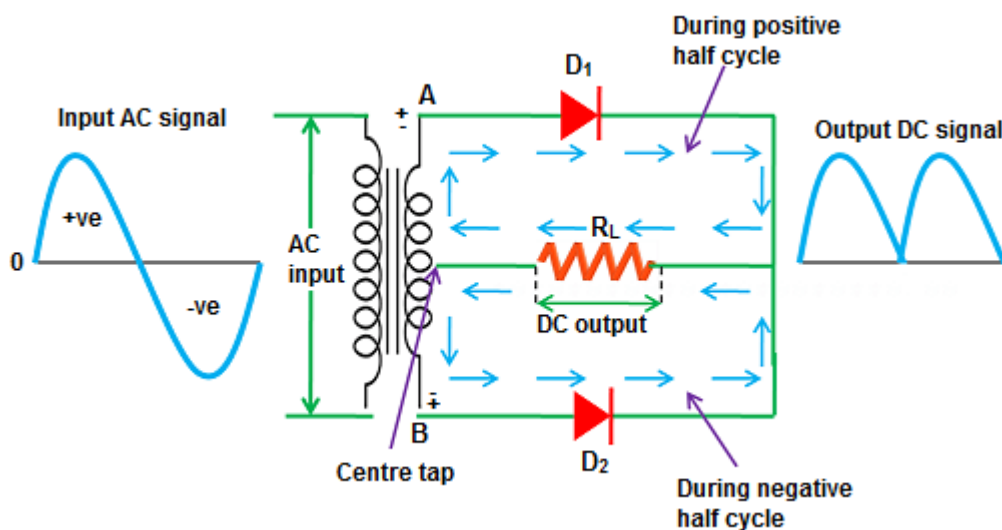 During positive
half cycle
D₁
A
+
-
Input AC signal
Output DC signal
+ve
0
-ve
AC
input
R_L
DC output
-
+
B
D₂
Centre tap
During negative
half cycle